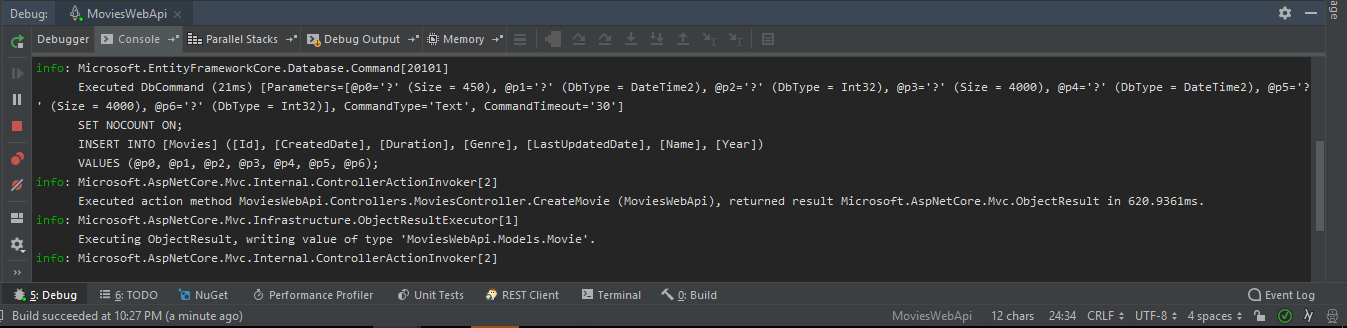 Debug: MoviesWebApi ×
Debugger Console →* Parallel Stacks →* Debug Output →* Memory →*
info: Microsoft.EntityFrameworkCore.Database.Command[20101]
Executed DbCommand (21ms) [Parameters=[@p0='?' (Size = 450), @p1='?' (DbType = DateTime2), @p2='?' (DbType = Int32), @p3='?' (Size = 4000), @p4='?' (DbType = DateTime2), @p5='?
' (Size = 4000), @p6='?' (DbType = Int32)], CommandType='Text', CommandTimeout='30']
SET NOCOUNT ON;
INSERT INTO [Movies] ([Id], [CreatedDate], [Duration], [Genre], [LastUpdatedDate], [Name], [Year])
VALUES (@p0, @p1, @p2, @p3, @p4, @p5, @p6);
info: Microsoft.AspNetCore.Mvc.Internal.ControllerActionInvoker[2]
Executed action method MoviesWebApi.Controllers.MoviesController.CreateMovie (MoviesWebApi), returned result Microsoft.AspNetCore.Mvc.ObjectResult in 620.9361ms.
info: Microsoft.AspNetCore.Mvc.Infrastructure.ObjectResultExecutor[1]
Executing ObjectResult, writing value of type 'MoviesWebApi.Models.Movie'.
info: Microsoft.AspNetCore.Mvc.Internal.ControllerActionInvoker[2]
5: Debug 6: TODO NuGet Performance Profiler Unit Tests REST Client Terminal 0: Build Event Log
Build succeeded at 10:27 PM (a minute ago) MoviesWebApi 12 chars 24:34 CRLF UTF-8 4 spaces